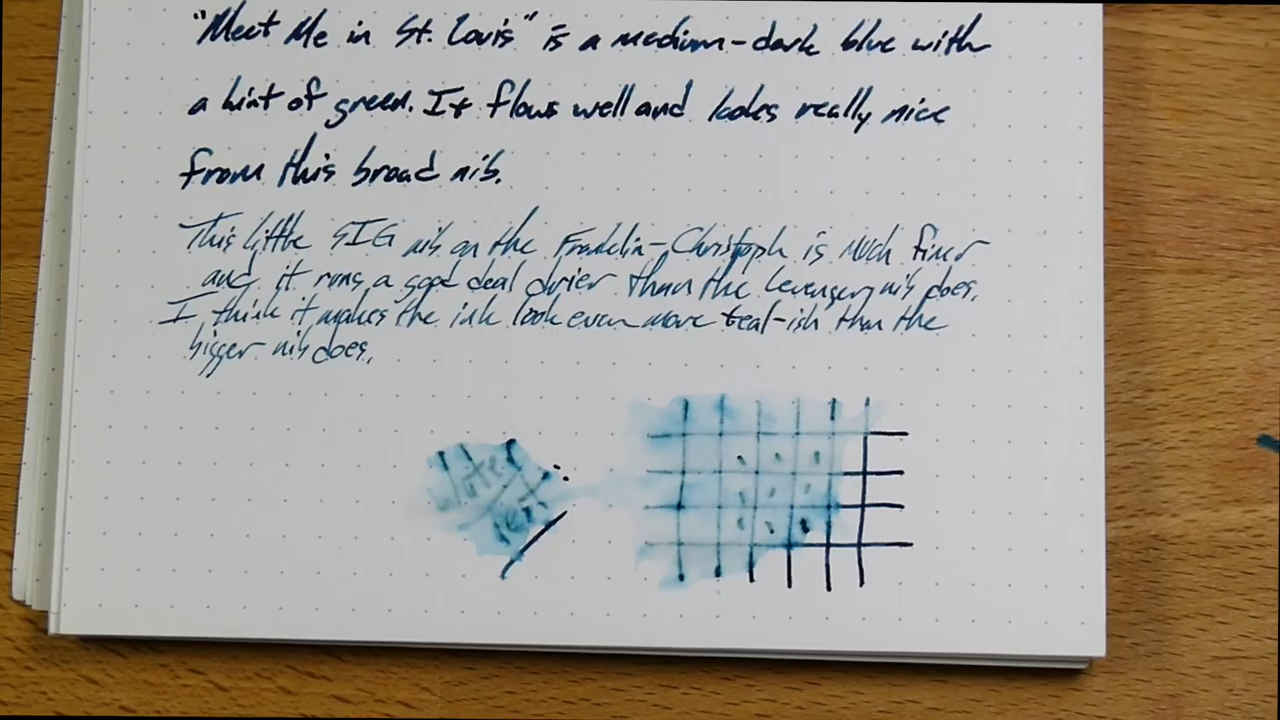 "Meet Me in St. Louis" is a medium-dark blue with
a hint of green. It flows well and looks really nice
from this broad nib.
This little SIG nib on the Franklin-Christoph is much finer
and it runs a good deal drier than the Levenger nib does.
I think it makes the ink look even more teal-ish than the
bigger nib does.
Water
Test